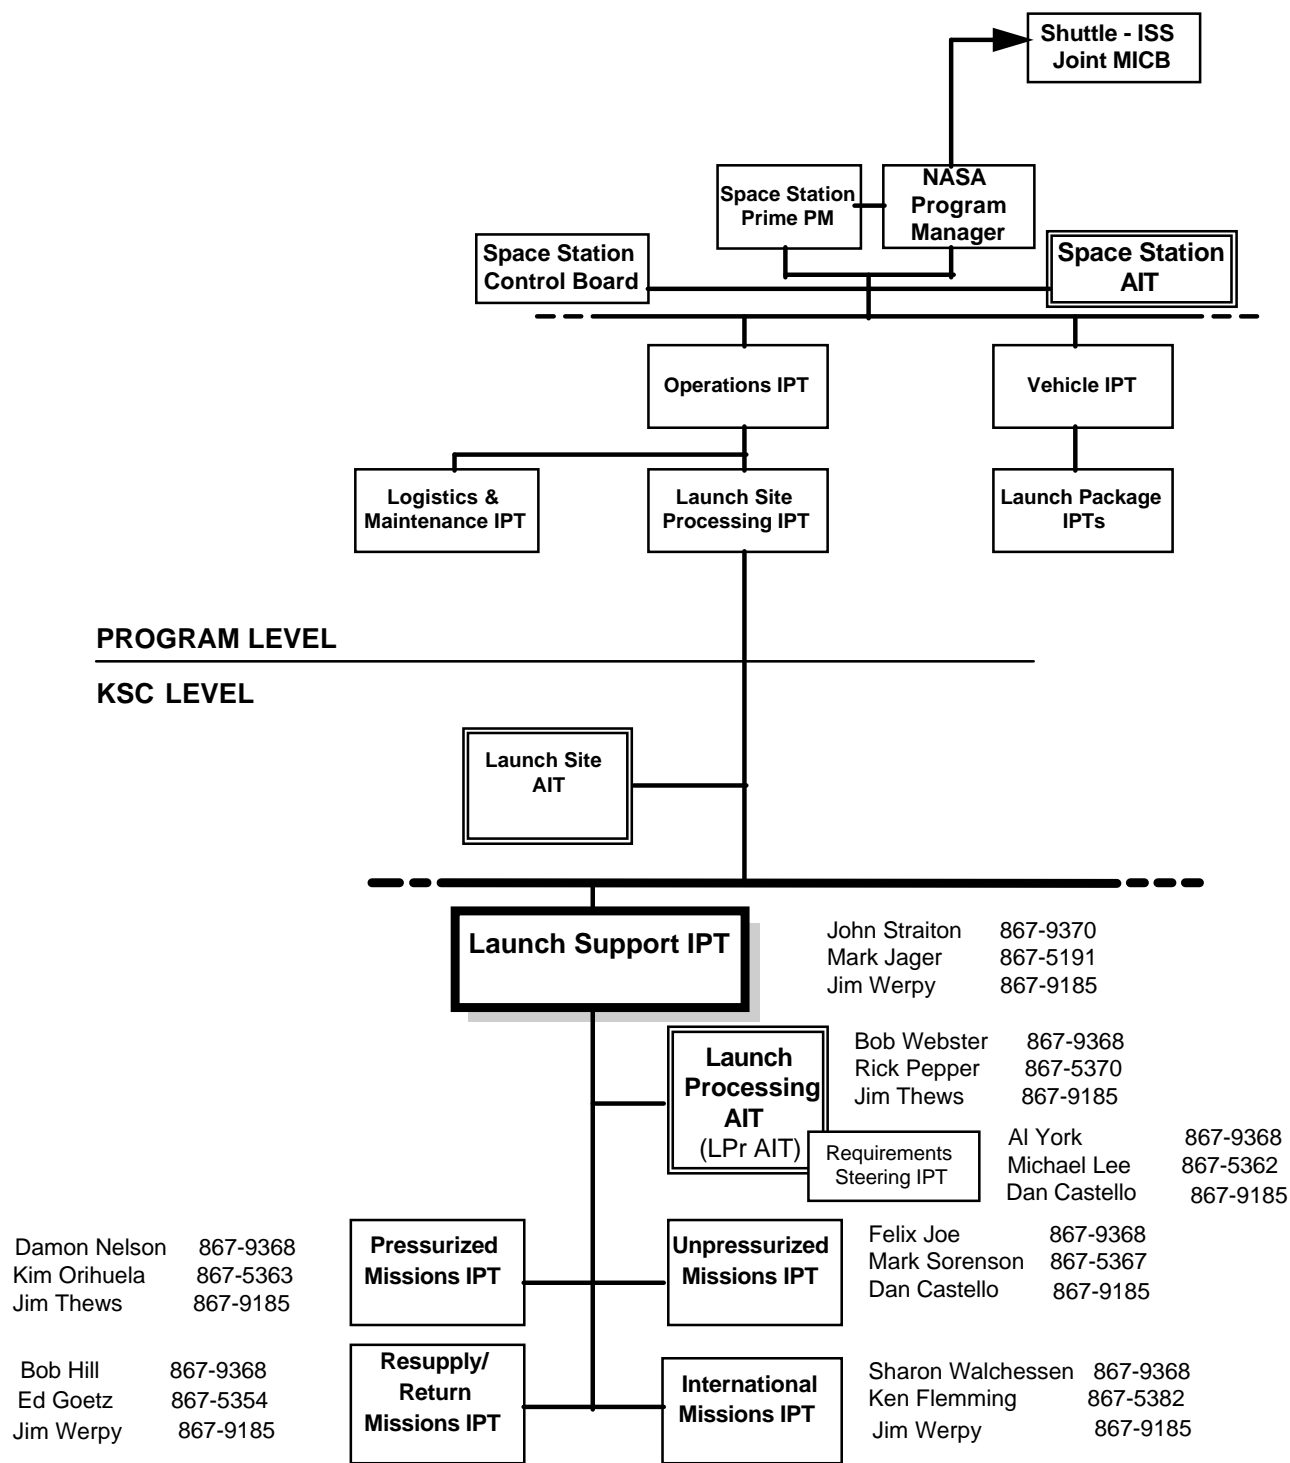 Shuttle - ISS
Joint MICB
Space Station
Prime PM
NASA
Program
Manager
Space Station
Control Board
Space Station
AIT
Operations IPT
Vehicle IPT
Logistics &
Maintenance IPT
Launch Site
Processing IPT
Launch Package
IPTs
PROGRAM LEVEL
KSC LEVEL
Launch Site
AIT
Launch Support IPT
John Straiton 867-9370
Mark Jager 867-5191
Jim Werpy 867-9185
Launch
Processing
AIT
(LPr AIT)
Bob Webster 867-9368
Rick Pepper 867-5370
Jim Thews 867-9185
Requirements
Steering IPT
Al York 867-9368
Michael Lee 867-5362
Dan Castello 867-9185
Damon Nelson 867-9368
Kim Orihuela 867-5363
Jim Thews 867-9185
Pressurized
Missions IPT
Unpressurized
Missions IPT
Felix Joe 867-9368
Mark Sorenson 867-5367
Dan Castello 867-9185
Bob Hill 867-9368
Ed Goetz 867-5354
Jim Werpy 867-9185
Resupply/
Return
Missions IPT
International
Missions IPT
Sharon Walchessen 867-9368
Ken Flemming 867-5382
Jim Werpy 867-9185